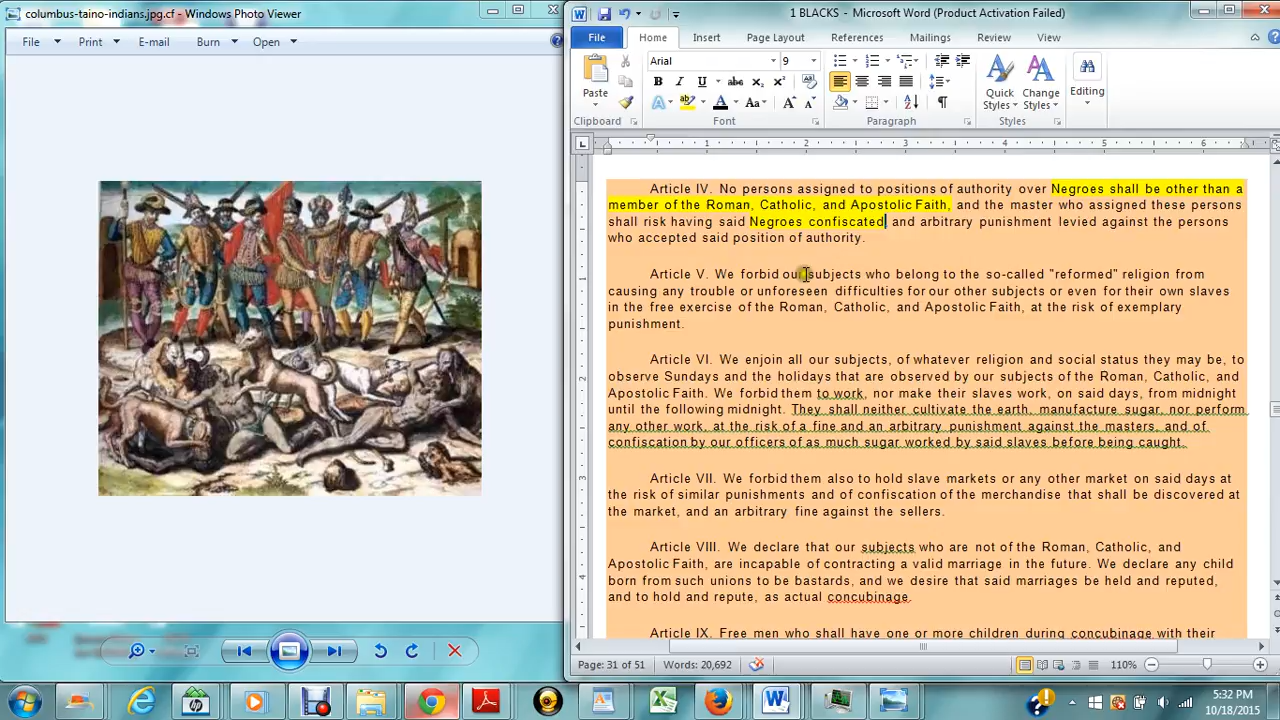 columbus-taino-indians.jpg.cf - Windows Photo Viewer
File Print E-mail Burn Open
1 BLACKS - Microsoft Word (Product Activation Failed)
File Home Insert Page Layout References Mailings Review View
Arial 9
Paste
Quick Styles
Change Styles
Editing
Clipboard Font Paragraph Styles
1 2 3 4 5 6
Article IV. No persons assigned to positions of authority over Negroes shall be other than a
member of the Roman, Catholic, and Apostolic Faith, and the master who assigned these persons
shall risk having said Negroes confiscated and arbitrary punishment levied against the persons
who accepted said position of authority.
Article V. We forbid our subjects who belong to the so-called "reformed" religion from
causing any trouble or unforeseen difficulties for our other subjects or even for their own slaves
in the free exercise of the Roman, Catholic, and Apostolic Faith, at the risk of exemplary
punishment.
Article VI. We enjoin all our subjects, of whatever religion and social status they may be, to
observe Sundays and the holidays that are observed by our subjects of the Roman, Catholic, and
Apostolic Faith. We forbid them to work, nor make their slaves work, on said days, from midnight
until the following midnight. They shall neither cultivate the earth, manufacture sugar, nor perform
any other work, at the risk of a fine and an arbitrary punishment against the masters, and of
confiscation by our officers of as much sugar worked by said slaves before being caught.
Article VII. We forbid them also to hold slave markets or any other market on said days at
the risk of similar punishments and of confiscation of the merchandise that shall be discovered at
the market, and an arbitrary fine against the sellers.
Article VIII. We declare that our subjects who are not of the Roman, Catholic, and
Apostolic Faith, are incapable of contracting a valid marriage in the future. We declare any child
born from such unions to be bastards, and we desire that said marriages be held and reputed,
and to hold and repute, as actual concubinage.
Article IX. Free men who shall have one or more children during concubinage with their
Page: 31 of 51 Words: 20,692 110%
5:32 PM
10/18/2015